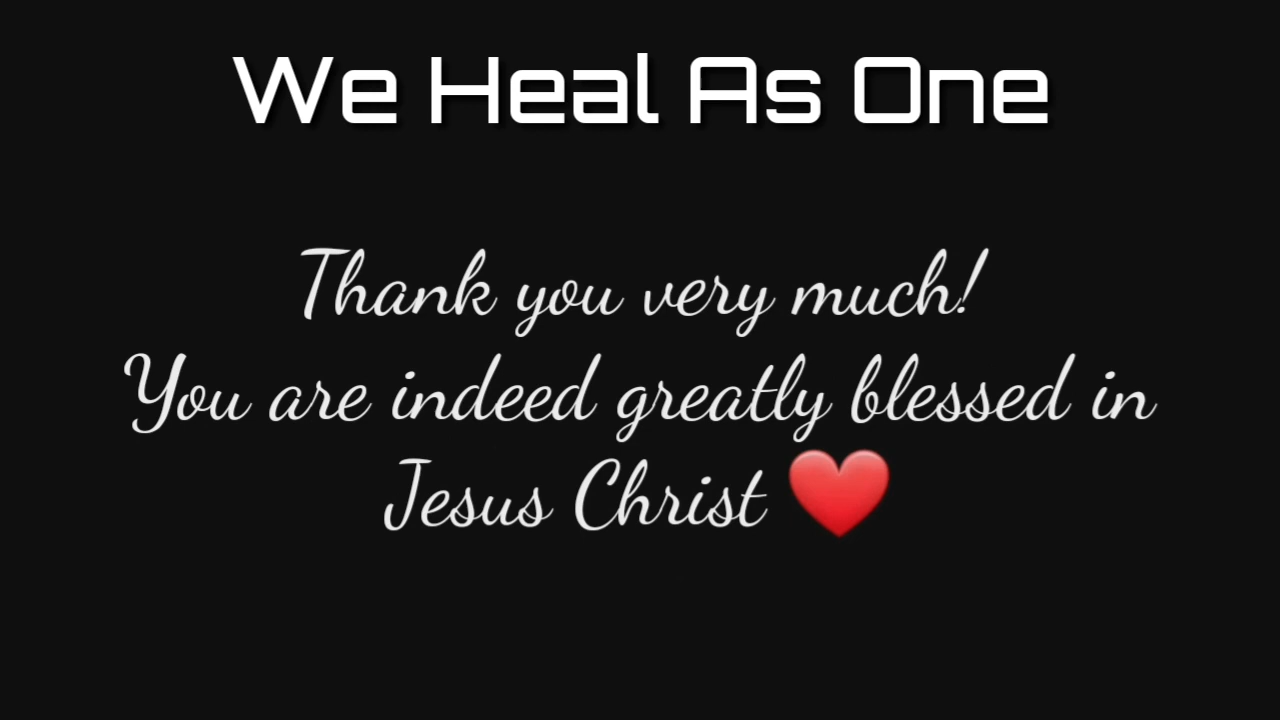 We Heal As One
Thank you very much!
You are indeed greatly blessed in
Jesus Christ ❤️